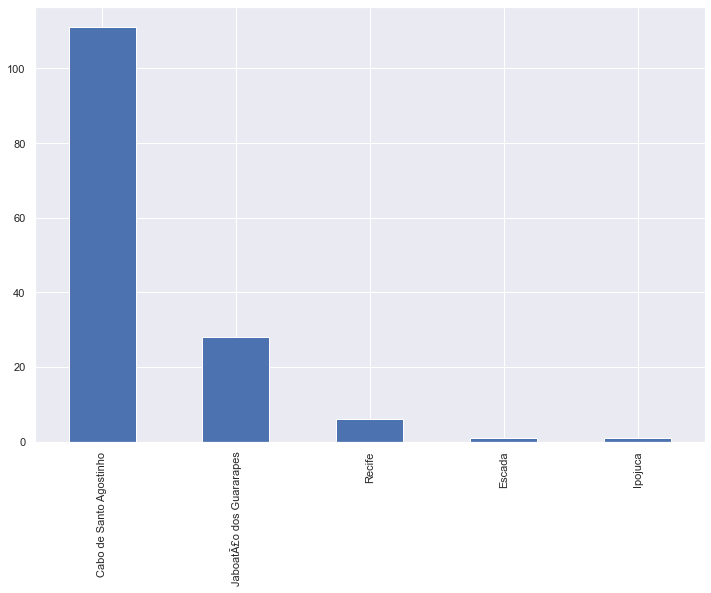 100
80
60
40
20
0
Cabo de Santo Agostinho
JaboatÃ£o dos Guararapes
Recife
Escada
Ipojuca